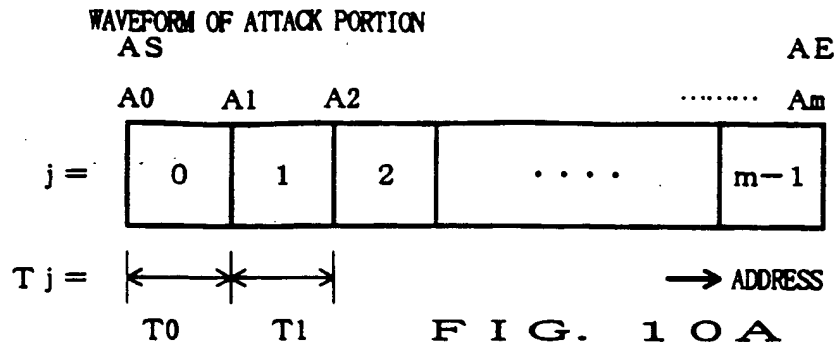 WAVEFORM OF ATTACK PORTION
AS AE
A0 A1 A2 ········· Am
j= 0 1 2 ···· m-1
Tj= → ADDRESS
T0 T1 FIG. 10A